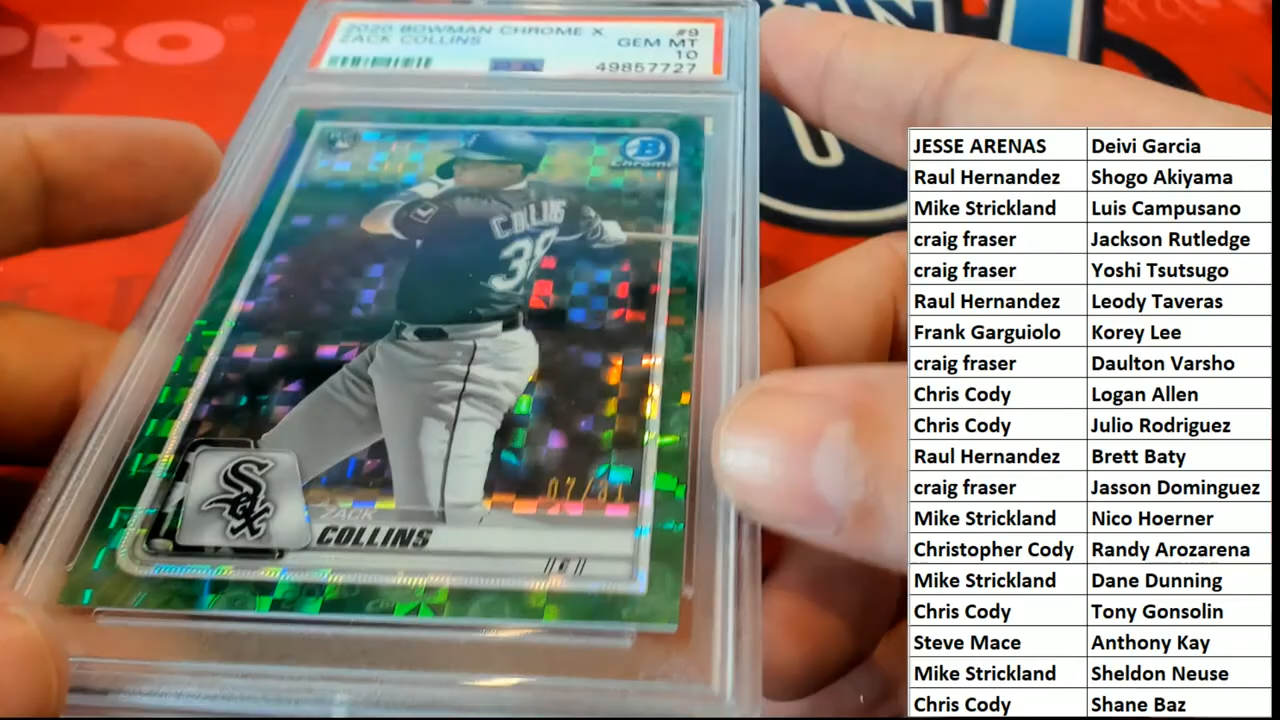 PRO
2020 BOWMAN CHROME X #9
ZACK COLLINS GEM MT
10
49857727
PSA
RC
B
Chrome
COLLINS
38
Sox
ZACK
COLLINS
JESSE ARENAS Deivi Garcia
Raul Hernandez Shogo Akiyama
Mike Strickland Luis Campusano
craig fraser Jackson Rutledge
craig fraser Yoshi Tsutsugo
Raul Hernandez Leody Taveras
Frank Garguiolo Korey Lee
craig fraser Daulton Varsho
Chris Cody Logan Allen
Chris Cody Julio Rodriguez
Raul Hernandez Brett Baty
craig fraser Jasson Dominguez
Mike Strickland Nico Hoerner
Christopher Cody Randy Arozarena
Mike Strickland Dane Dunning
Chris Cody Tony Gonsolin
Steve Mace Anthony Kay
Mike Strickland Sheldon Neuse
Chris Cody Shane Baz